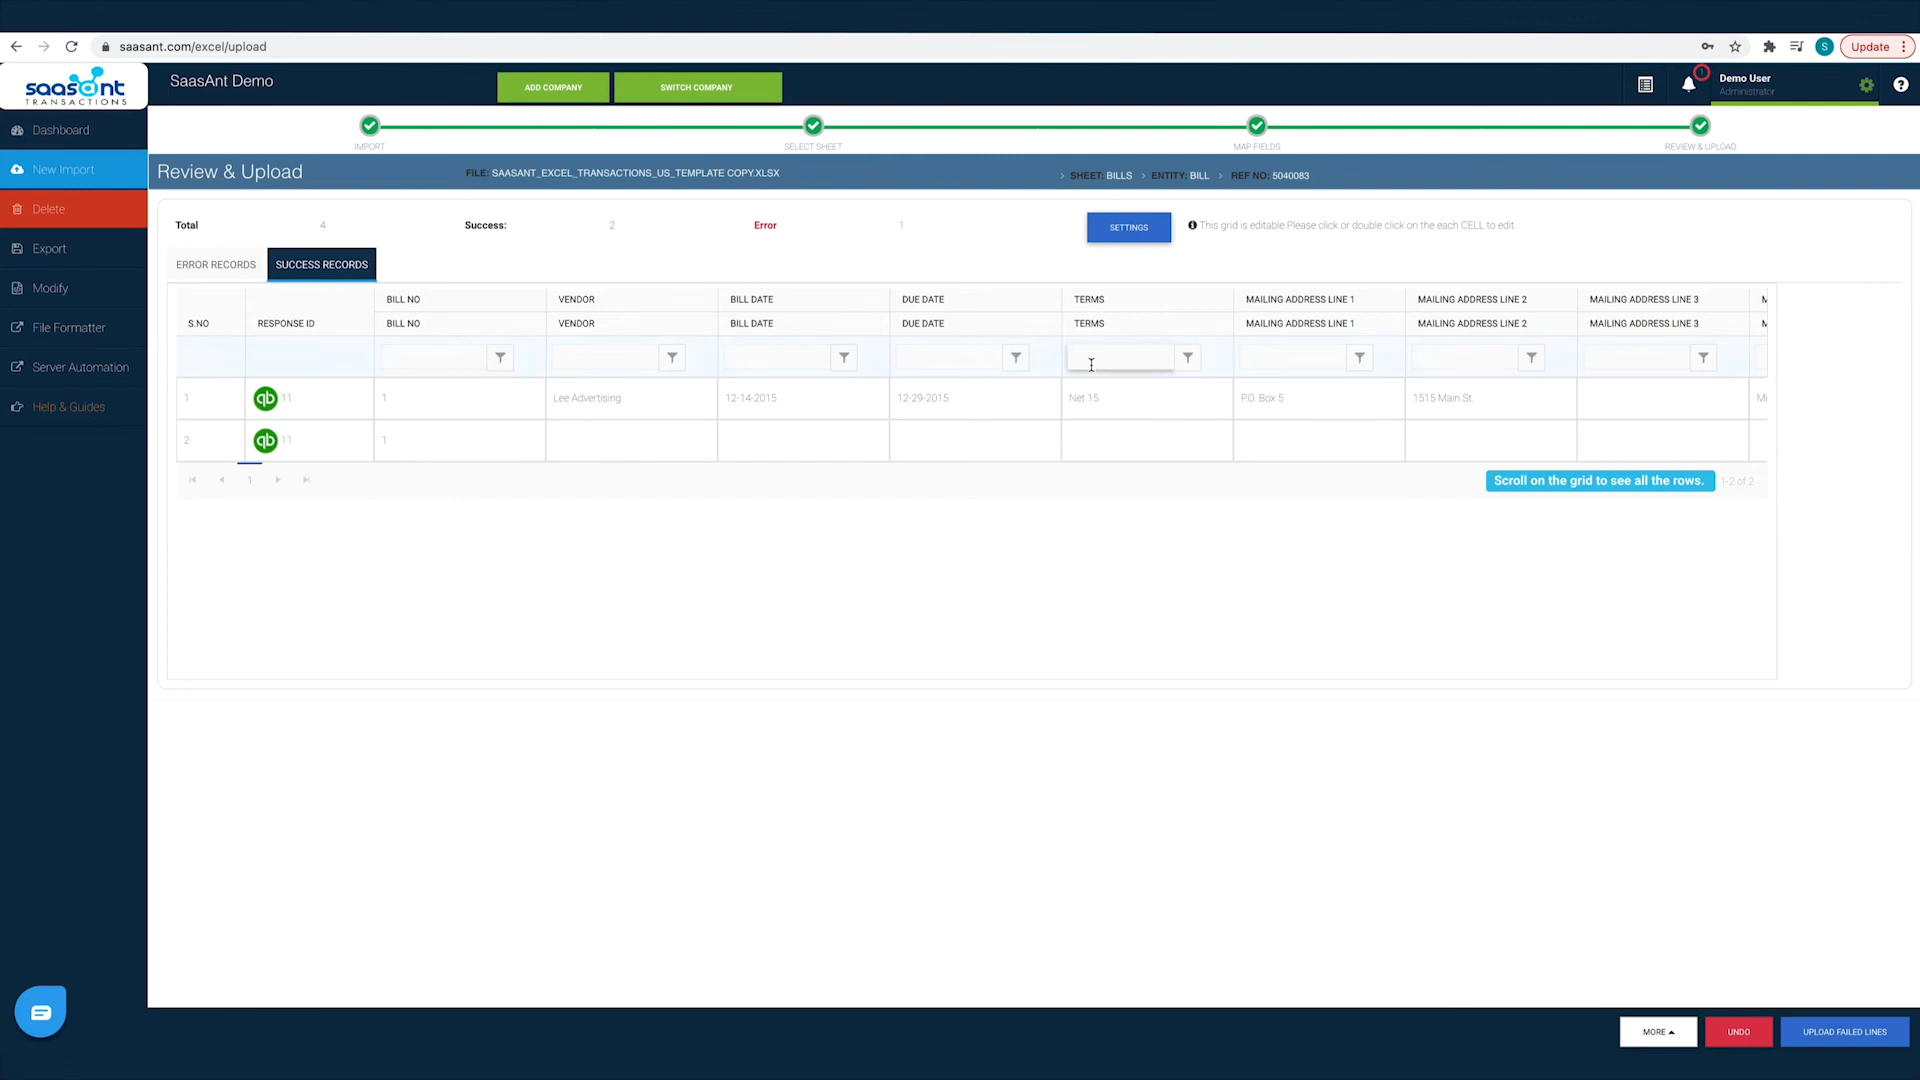 saasant.com/excel/upload
S
Update
saasant
TRANSACTIONS
SaasAnt Demo
ADD COMPANY
SWITCH COMPANY
1
Demo User
Administrator
Dashboard
New Import
Delete
Export
Modify
File Formatter
Server Automation
Help & Guides
IMPORT
SELECT SHEET
MAP FIELDS
REVIEW & UPLOAD
Review & Upload
FILE: SAASANT_EXCEL_TRANSACTIONS_US_TEMPLATE COPY.XLSX
> SHEET: BILLS > ENTITY: BILL > REF NO: 5040083
Total 4 Success: 2 Error 1
SETTINGS
This grid is editable Please click or double click on the each CELL to edit.
ERROR RECORDS SUCCESS RECORDS
BILL NO VENDOR BILL DATE DUE DATE TERMS MAILING ADDRESS LINE 1 MAILING ADDRESS LINE 2 MAILING ADDRESS LINE 3 M
S.NO RESPONSE ID BILL NO VENDOR BILL DATE DUE DATE TERMS MAILING ADDRESS LINE 1 MAILING ADDRESS LINE 2 MAILING ADDRESS LINE 3 M
1 qb 11 1 Lee Advertising 12-14-2015 12-29-2015 Net 15 P.O. Box 5 1515 Main St. Mi
2 qb 11 1
1
Scroll on the grid to see all the rows.
1-2 of 2
MORE
UNDO
UPLOAD FAILED LINES